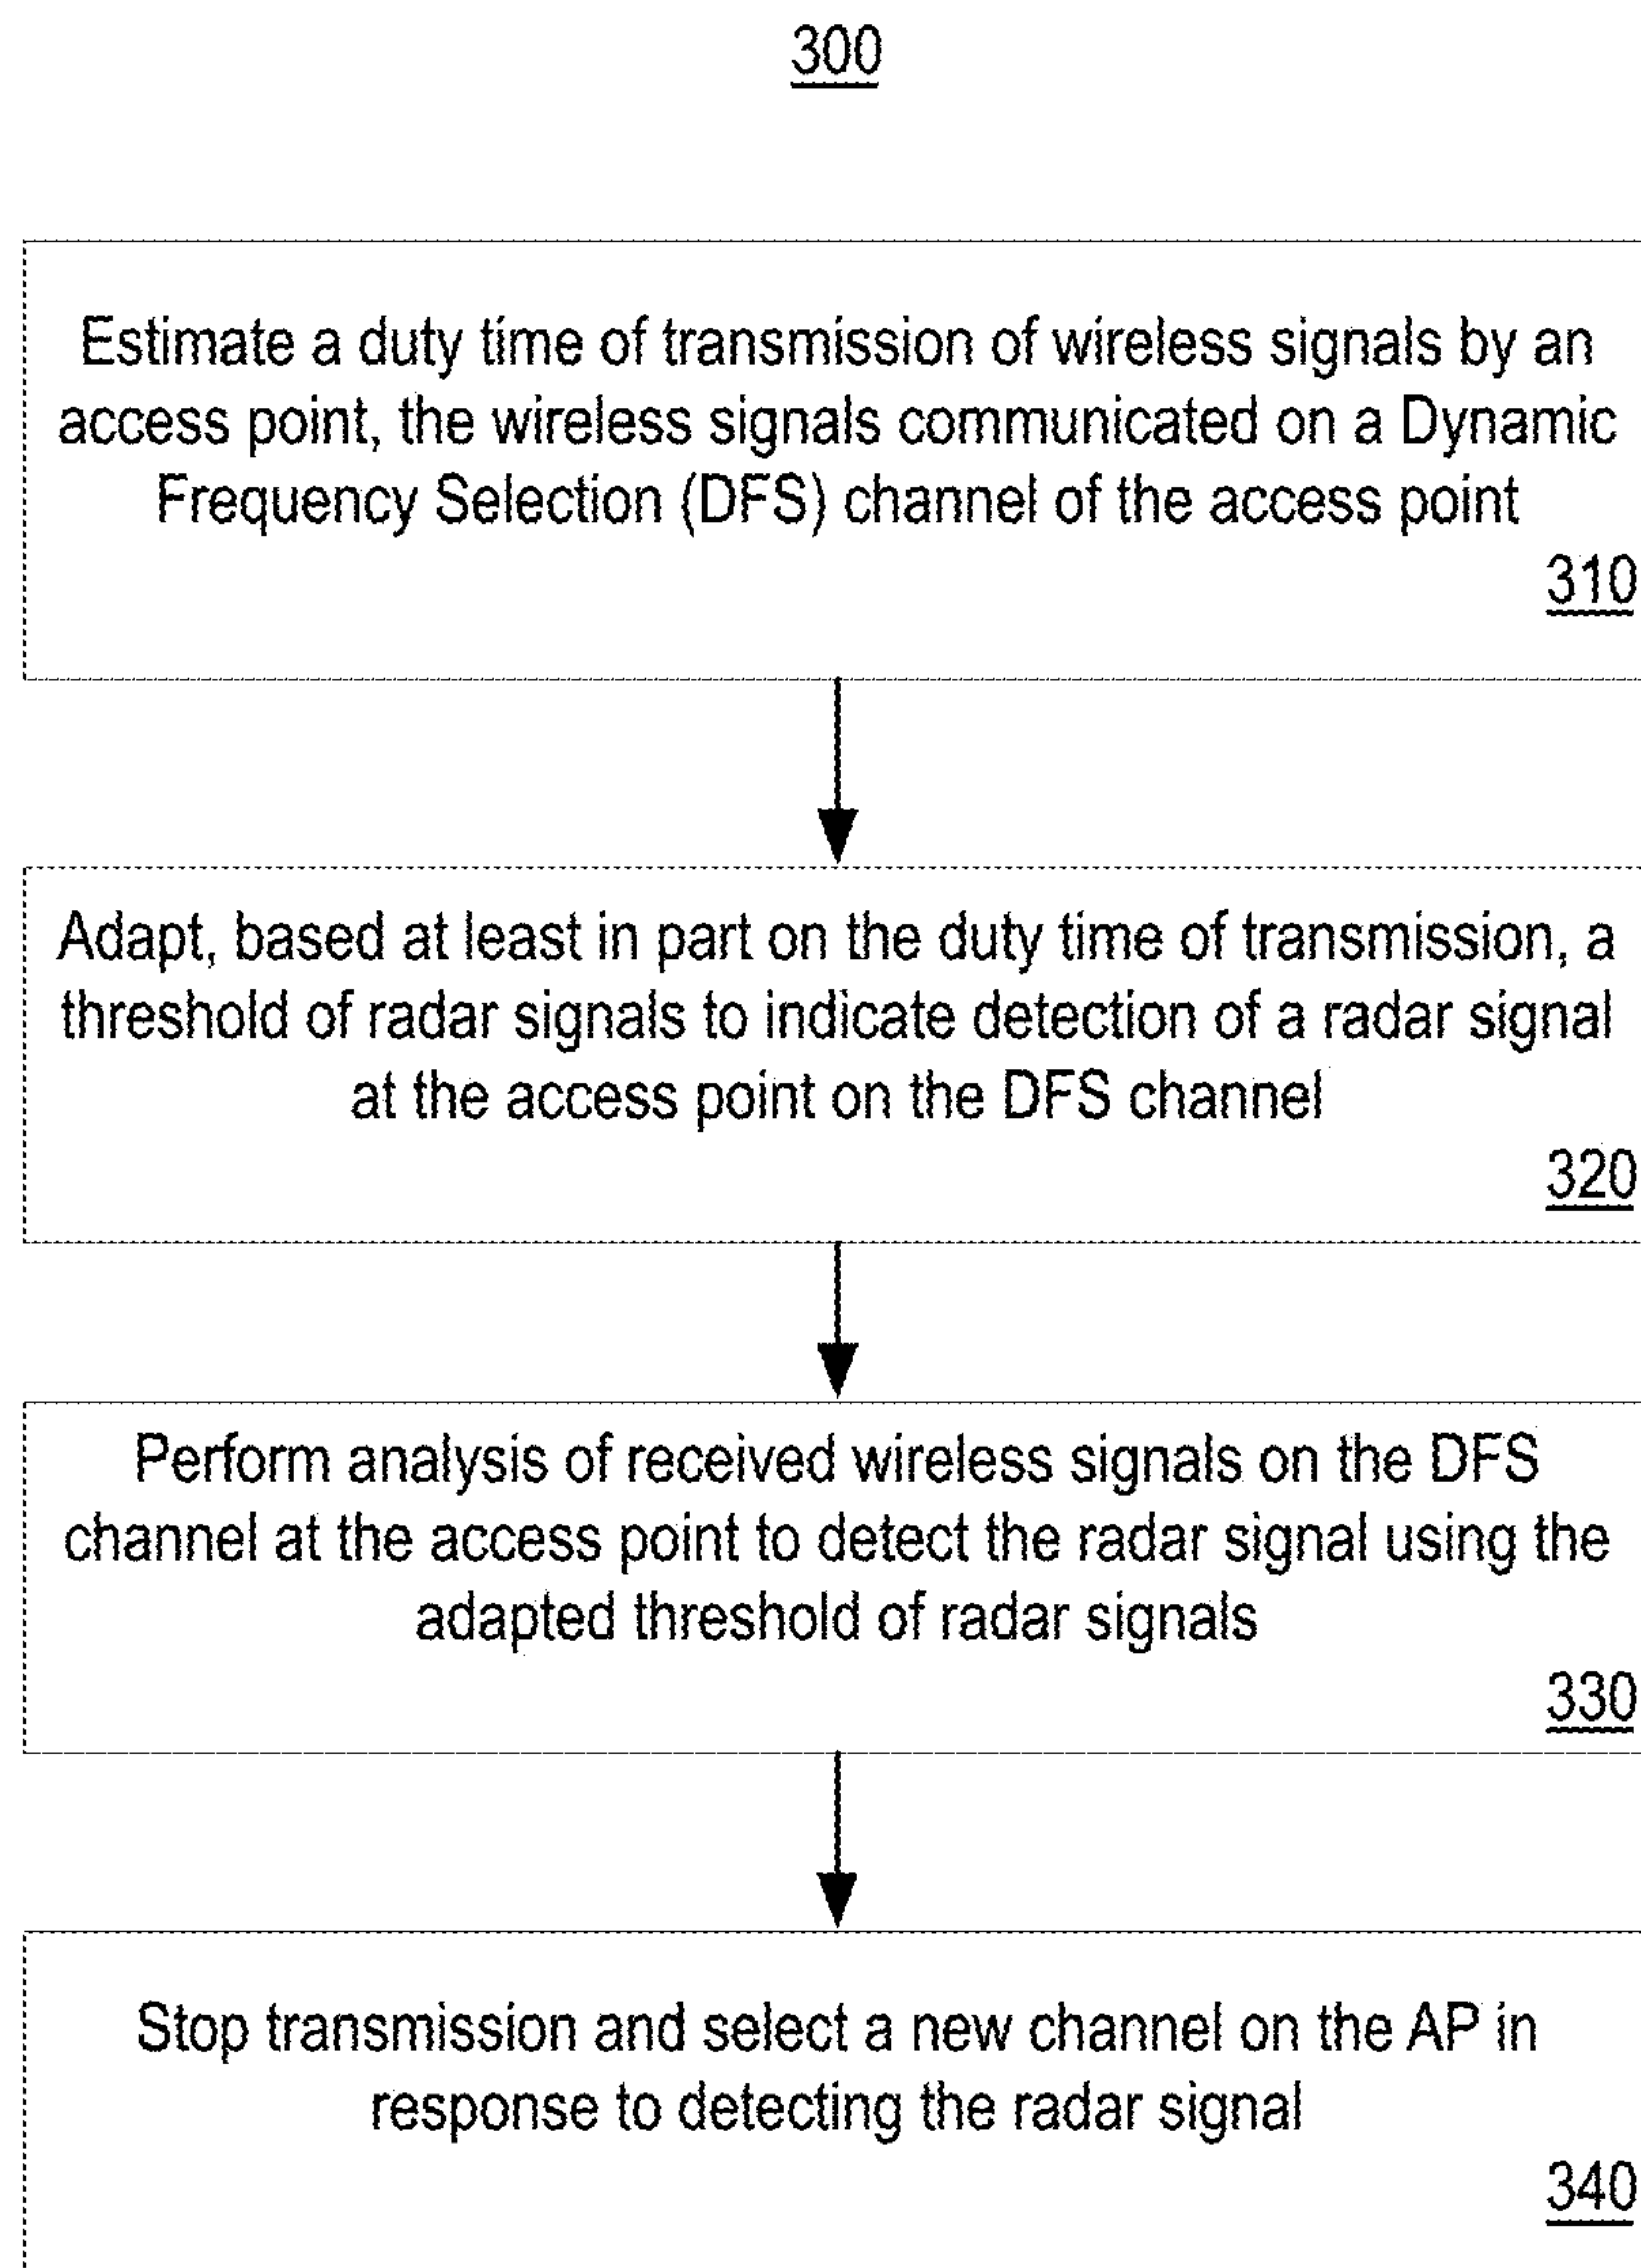 300
Estimate a duty time of transmission of wireless signals by an
access point, the wireless signals communicated on a Dynamic
Frequency Selection (DFS) channel of the access point
310
Adapt, based at least in part on the duty time of transmission, a
threshold of radar signals to indicate detection of a radar signal
at the access point on the DFS channel
320
Perform analysis of received wireless signals on the DFS
channel at the access point to detect the radar signal using the
adapted threshold of radar signals
330
Stop transmission and select a new channel on the AP in
response to detecting the radar signal
340